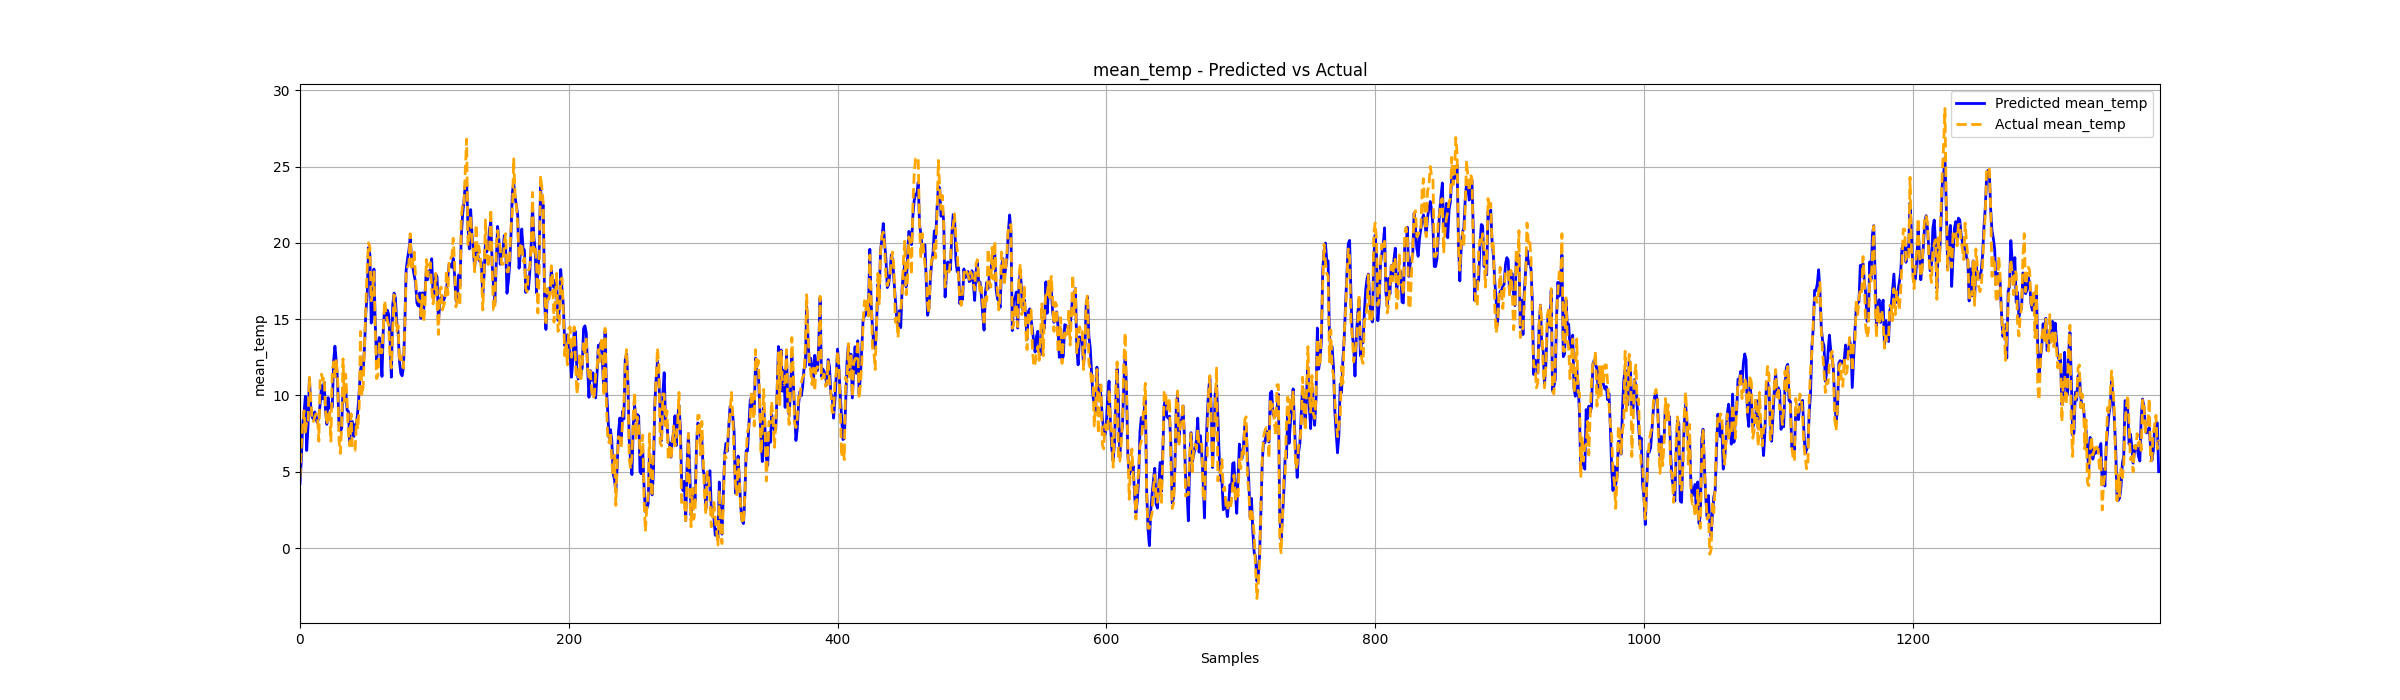 mean_temp - Predicted vs Actual
Predicted mean_temp
Actual mean_temp
mean_temp
30
25
20
15
10
5
0
0 200 400 600 800 1000 1200
Samples